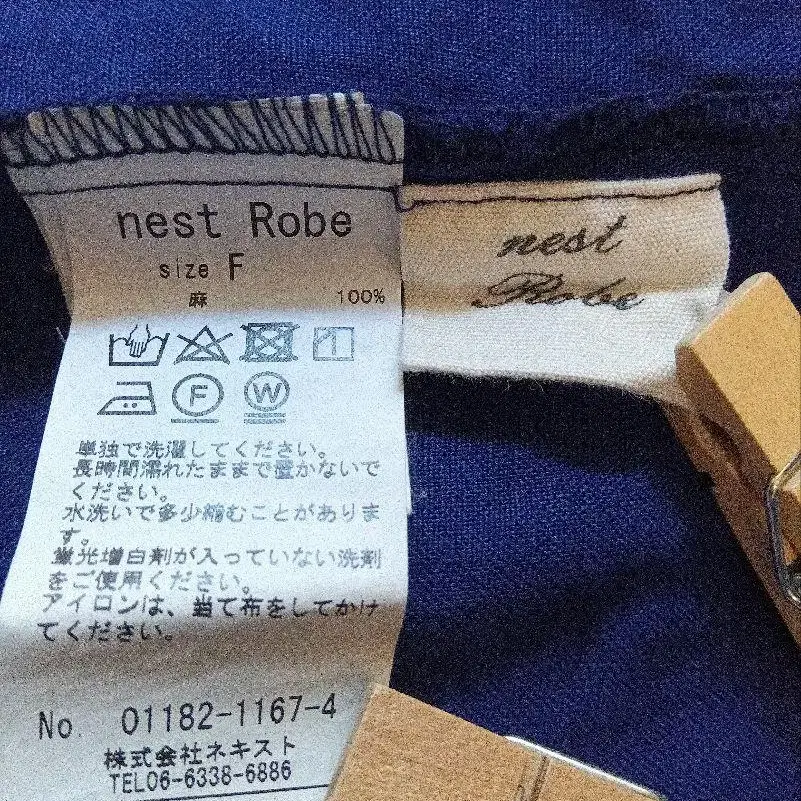 nest Robe
size F
麻 100%
F
W
単独で洗濯してください。
長時間濡れたままで置かないで
ください。
水洗いで多少縮むことがありま
す。
蛍光増白剤が入っていない洗剤
をご使用ください。
アイロンは、当て布をしてかけ
てください。
No. 01182-1167-4
株式会社ネキスト
TEL06-6338-6886
nest
Robe